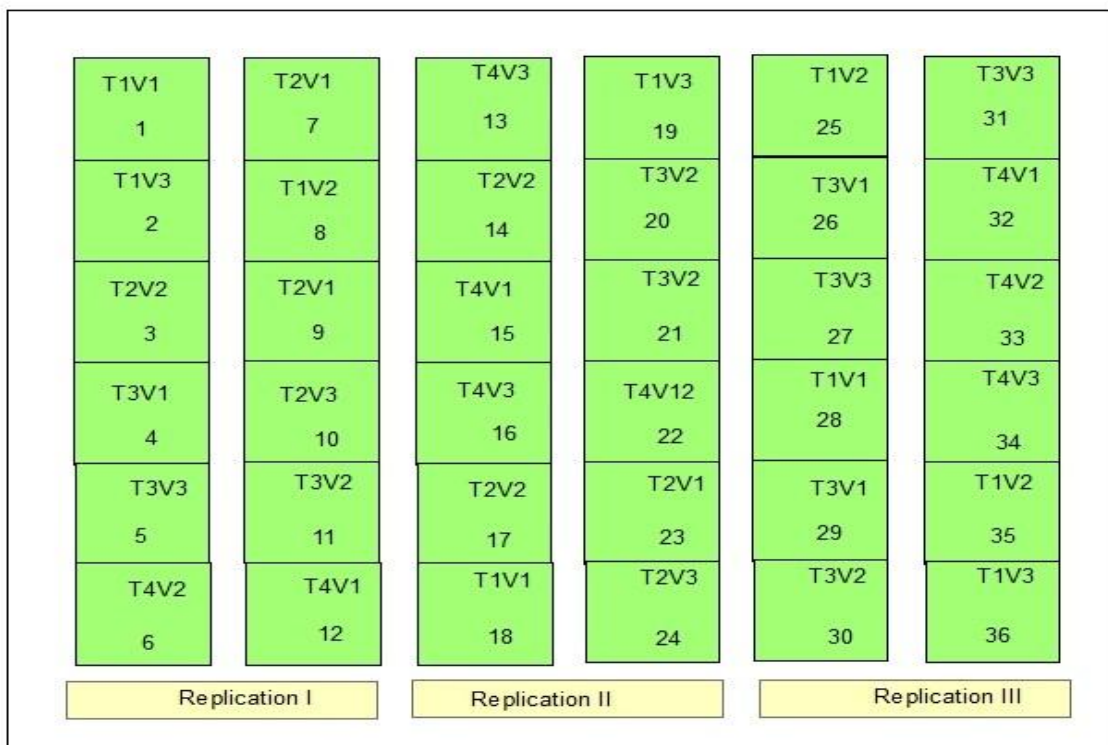 T1V1
1
T1V3
2
T2V2
3
T3V1
4
T3V3
5
T4V2
6
T2V1
7
T1V2
8
T2V1
9
T2V3
10
T3V2
11
T4V1
12
Replication I
T4V3
13
T2V2
14
T4V1
15
T4V3
16
T2V2
17
T1V1
18
T1V3
19
T3V2
20
T3V2
21
T4V12
22
T2V1
23
T2V3
24
Replication II
T1V2
25
T3V1
26
T3V3
27
T1V1
28
T3V1
29
T3V2
30
T3V3
31
T4V1
32
T4V2
33
T4V3
34
T1V2
35
T1V3
36
Replication III